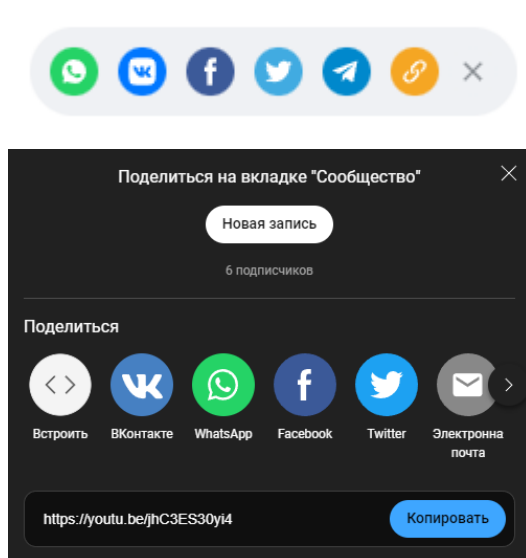 Поделиться на вкладке "Сообщество"
Новая запись
6 подписчиков
Поделиться
Встроить
ВКонтакте
WhatsApp
Facebook
Twitter
Электронна
почта
https://youtu.be/jhC3ES30yi4
Копировать